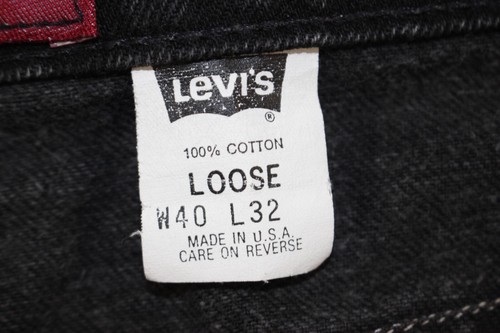 Levi's
®
100% COTTON
LOOSE
W40 L32
MADE IN U.S.A.
CARE ON REVERSE